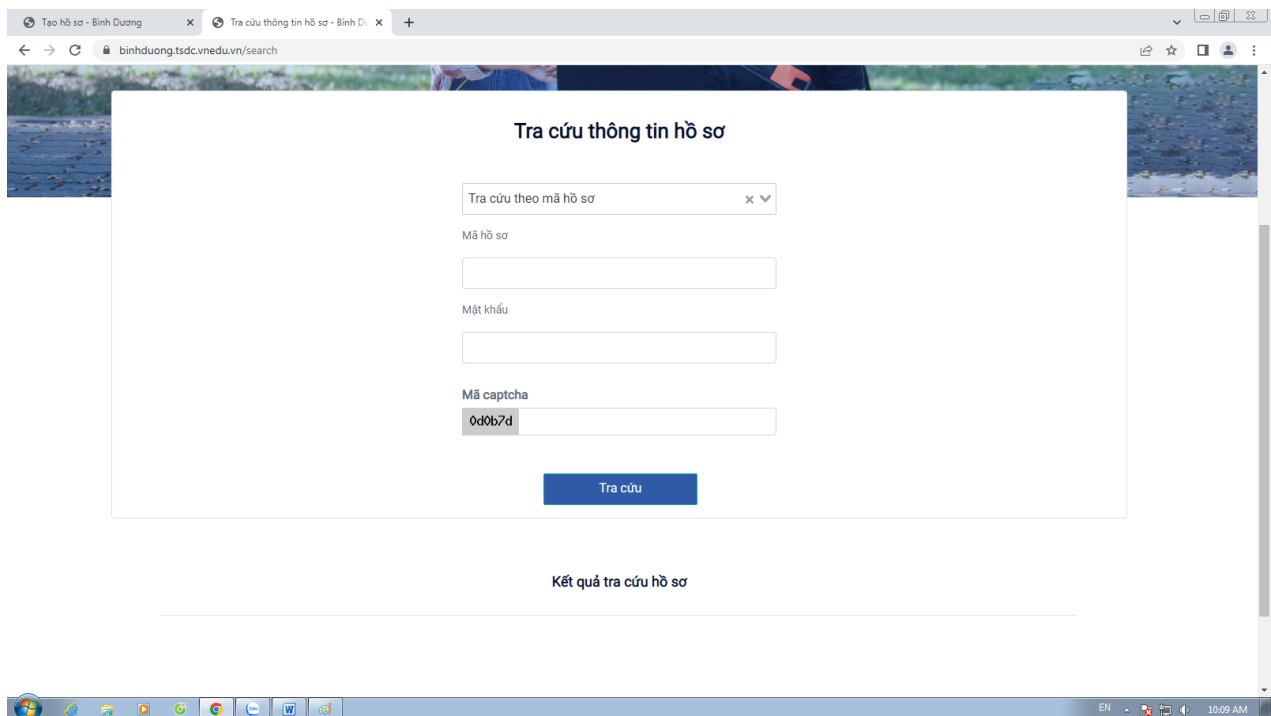 Tạo hồ sơ - Bình Dương
Tra cứu thông tin hồ sơ - Bình Dư
binhduong.tsdc.vnedu.vn/search
Tra cứu thông tin hồ sơ
Tra cứu theo mã hồ sơ
Mã hồ sơ
Mật khẩu
Mã captcha
0d0b7d
Tra cứu
Kết quả tra cứu hồ sơ
EN
10:09 AM